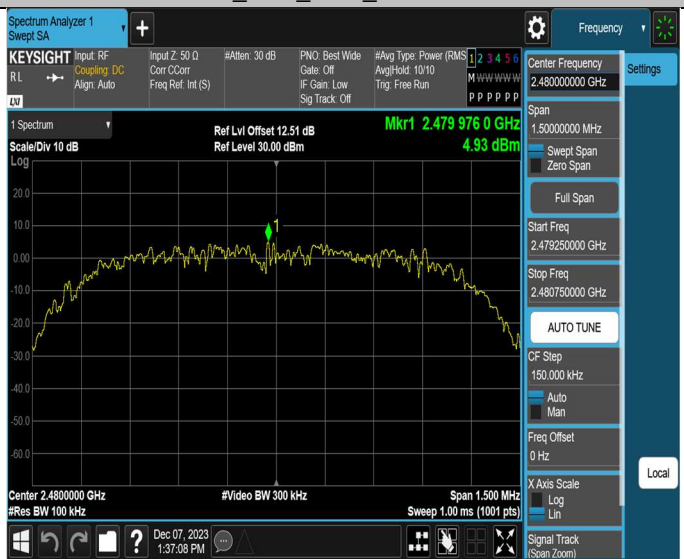 Spectrum Analyzer 1
Swept SA
+
Frequency
KEYSIGHT
RL
LXI
Input: RF
Coupling: DC
Align: Auto
Input Z: 50 Ω
Corr CCorr
Freq Ref: Int (S)
#Atten: 30 dB
PNO: Best Wide
Gate: Off
IF Gain: Low
Sig Track: Off
#Avg Type: Power (RMS
Avg|Hold: 10/10
Trig: Free Run
1 2 3 4 5 6
M W W W W W
P P P P P P
1 Spectrum
Scale/Div 10 dB
Ref Lvl Offset 12.51 dB
Ref Level 30.00 dBm
Mkr1 2.479 976 0 GHz
4.93 dBm
Log
20.0
10.0
0.00
-10.0
-20.0
-30.0
-40.0
-50.0
-60.0
1
Center 2.4800000 GHz
#Res BW 100 kHz
#Video BW 300 kHz
Span 1.500 MHz
Sweep 1.00 ms (1001 pts)
?
Dec 07, 2023
1:37:08 PM
Center Frequency
2.480000000 GHz
Span
1.50000000 MHz
Swept Span
Zero Span
Full Span
Start Freq
2.479250000 GHz
Stop Freq
2.480750000 GHz
AUTO TUNE
CF Step
150.000 kHz
Auto
Man
Freq Offset
0 Hz
X Axis Scale
Log
Lin
Signal Track
(Span Zoom)
Settings
Local